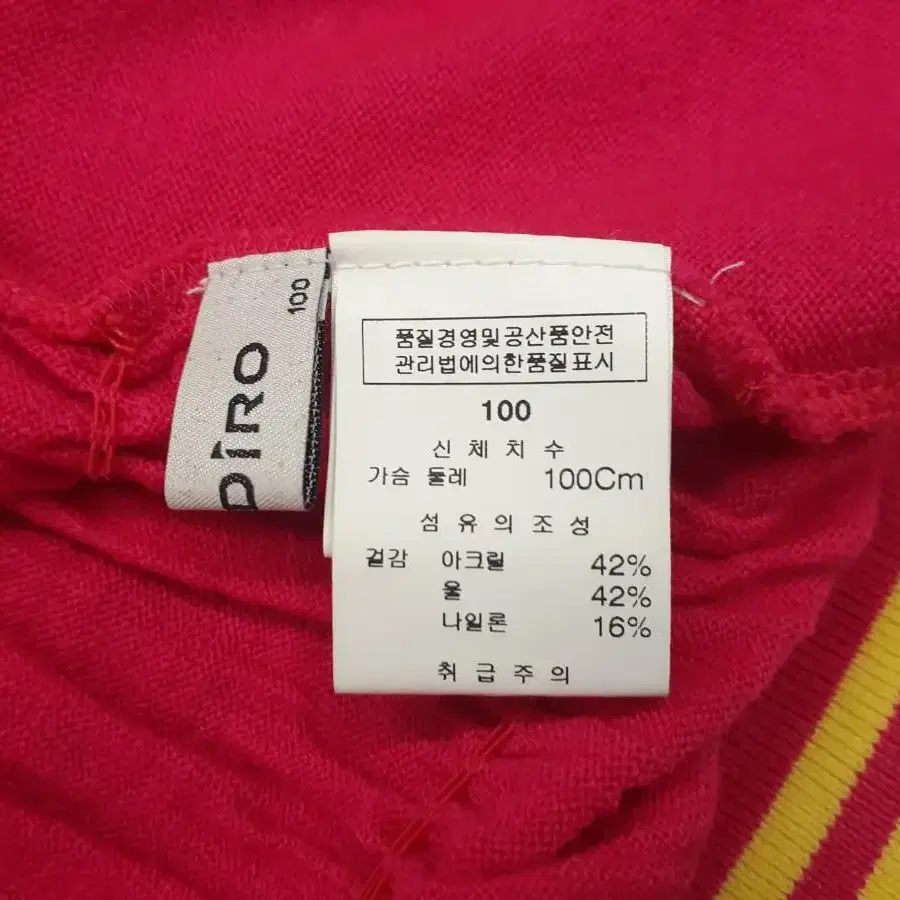 100
DÍRO
품질경영및공산품안전
관리법에의한품질표시
100
신체치수
가슴 둘레 100Cm
섬유의조성
겉감 아크릴 42%
울 42%
나일론 16%
취급주의